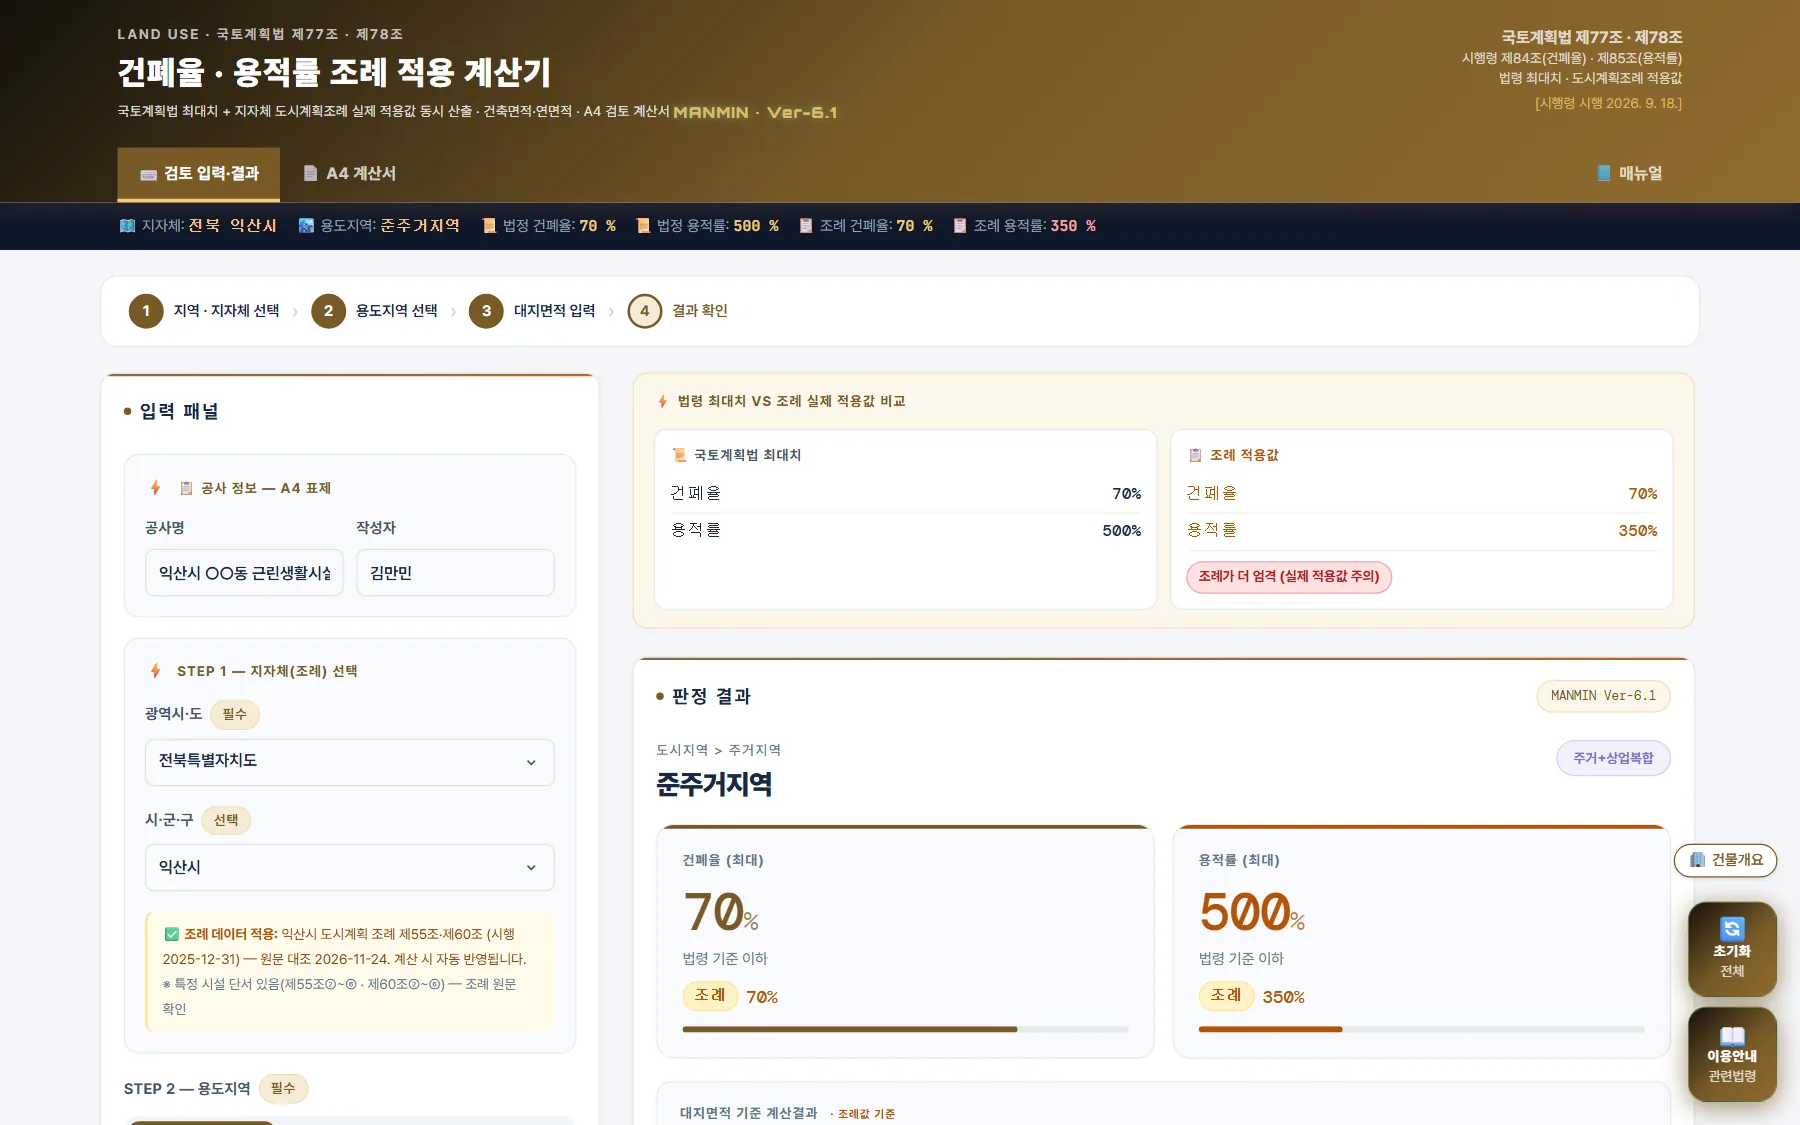 LAND USE · 국토계획법 제77조 · 제78조
건폐율 · 용적률 조례 적용 계산기
국토계획법 최대치 + 지자체 도시계획조례 실제 적용값 동시 산출 · 건축면적·연면적 · A4 검토 계산서 MANMIN · Ver-6.1
국토계획법 제77조 · 제78조
시행령 제84조(건폐율) · 제85조(용적률)
법령 최대치 · 도시계획조례 적용값
[시행령 시행 2026. 9. 18.]
검토 입력·결과
A4 계산서
매뉴얼
지자체: 전북 익산시 용도지역: 준주거지역 법정 건폐율: 70 % 법정 용적률: 500 % 조례 건폐율: 70 % 조례 용적률: 350 %
1 지역 · 지자체 선택 › 2 용도지역 선택 › 3 대지면적 입력 › 4 결과 확인
입력 패널
공사 정보 — A4 표제
공사명
작성자
익산시 〇〇동 근린생활시설
김만민
STEP 1 — 지자체(조례) 선택
광역시·도 필수
전북특별자치도
시·군·구 선택
익산시
조례 데이터 적용: 익산시 도시계획 조례 제55조·제60조 (시행
2025-12-31) — 원문 대조 2026-11-24. 계산 시 자동 반영됩니다.
※ 특정 시설 단서 있음(제55조②~⑥ · 제60조②~⑥) — 조례 원문
확인
STEP 2 — 용도지역 필수
법령 최대치 VS 조례 실제 적용값 비교
국토계획법 최대치
건폐율 70%
용적률 500%
조례 적용값
건폐율 70%
용적률 350%
조례가 더 엄격 (실제 적용값 주의)
판정 결과
MANMIN Ver-6.1
도시지역 > 주거지역
준주거지역
주거+상업복합
건폐율 (최대)
70%
법령 기준 이하
조례 70%
용적률 (최대)
500%
법령 기준 이하
조례 350%
대지면적 기준 계산결과 · 조례값 기준
건물개요
초기화
전체
이용안내
관련법령